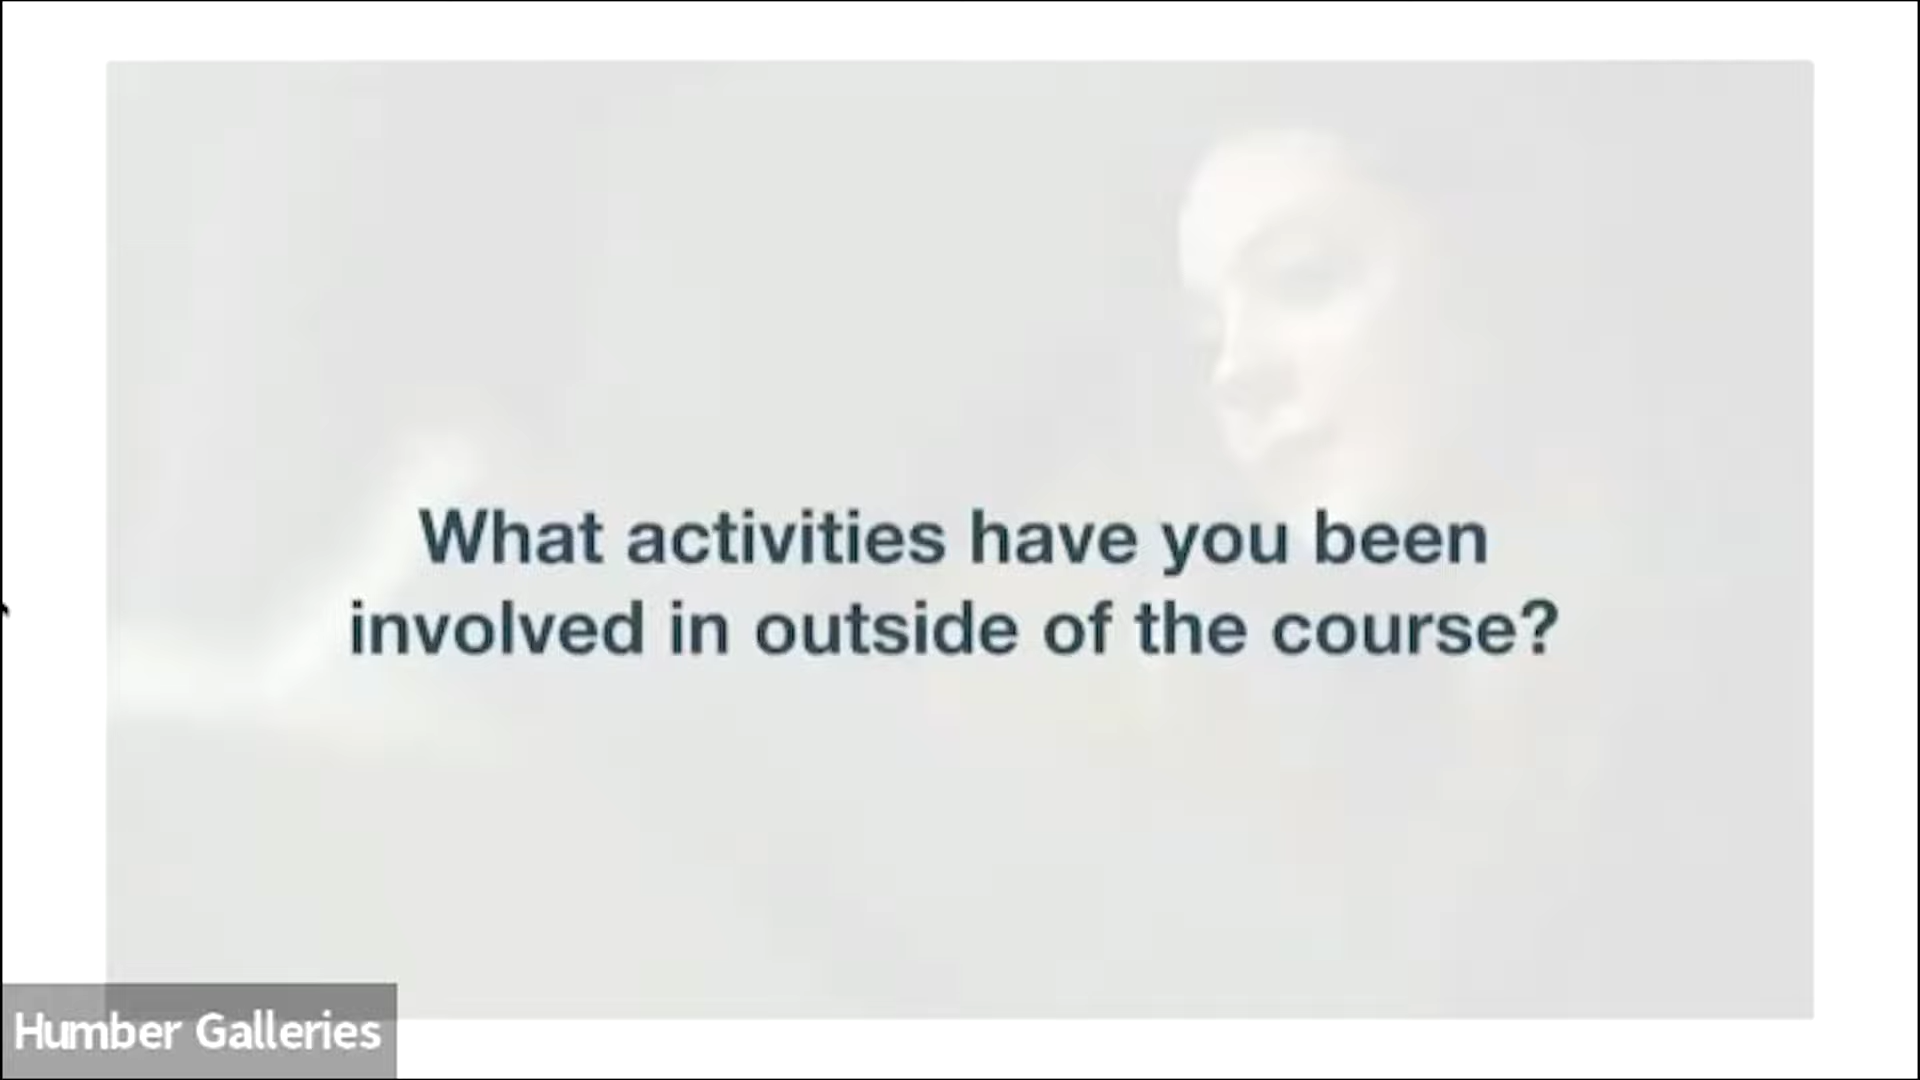 What activities have you been
involved in outside of the course?
Humber Galleries